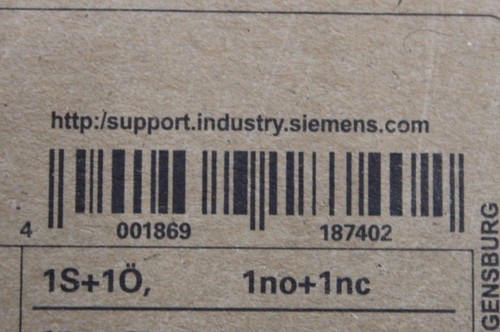 http:/support.industry.siemens.com
4 001869 187402
1S+1Ö, 1no+1nc
GENSBURG